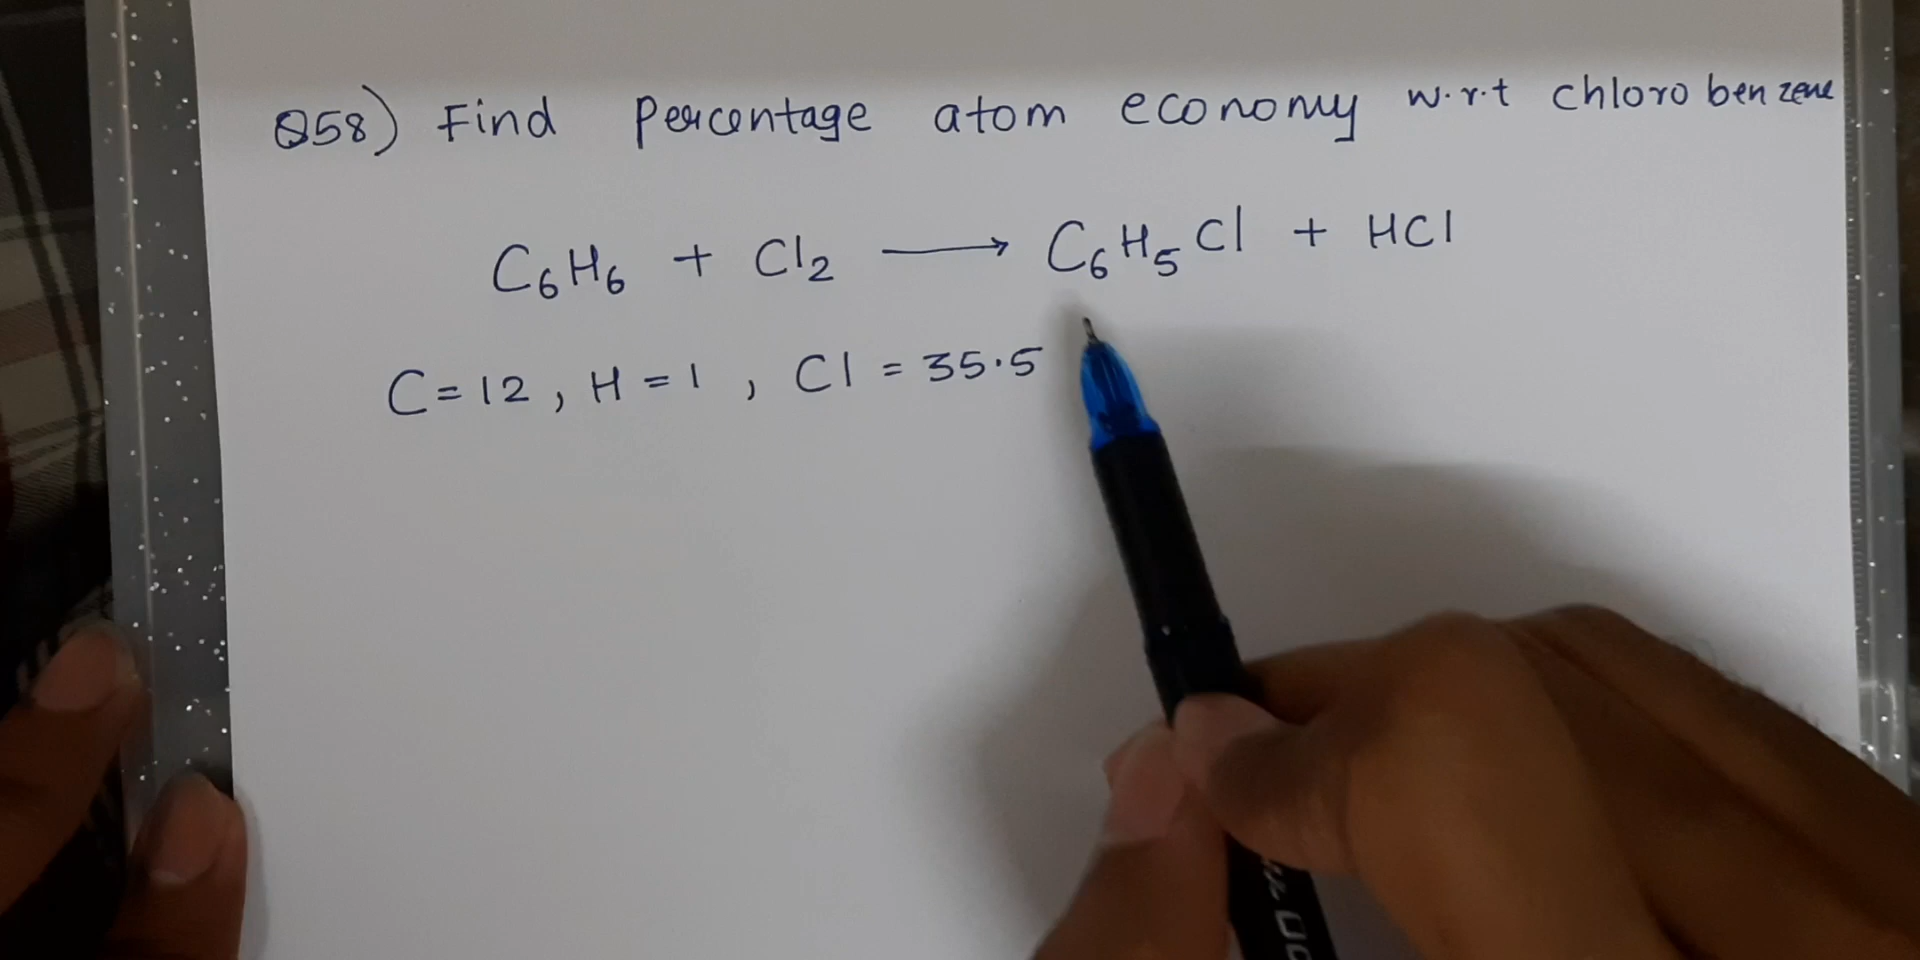 Q58) Find percentage atom economy w.r.t chlorobenzene
C₆H₆ + Cl₂ ⟶ C₆H₅Cl + HCl
C=12, H=1, Cl = 35.5